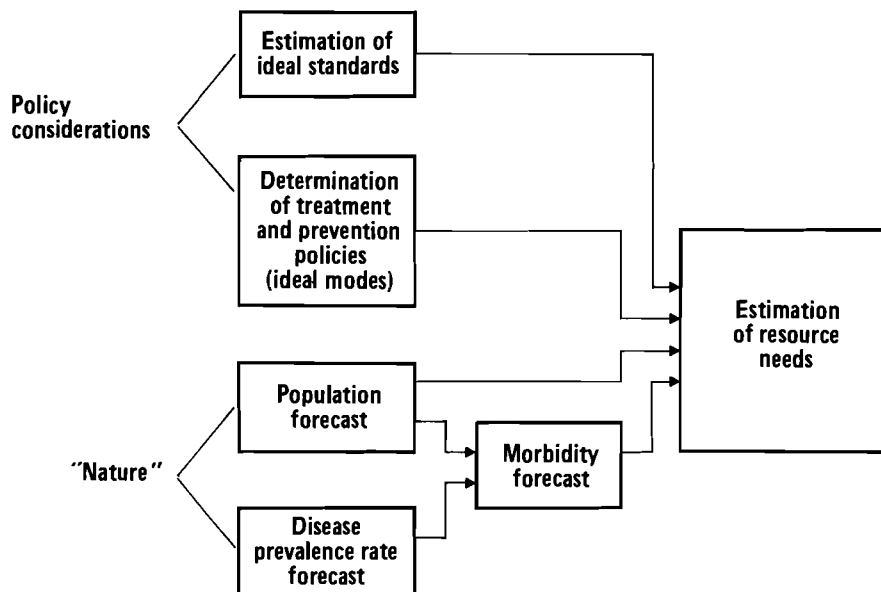 Estimation of
ideal standards
Policy
considerations
Determination
of treatment
and prevention
policies
(ideal modes)
Estimation
of resource
needs
Population
forecast
Morbidity
forecast
"Nature"
Disease
prevalence rate
forecast